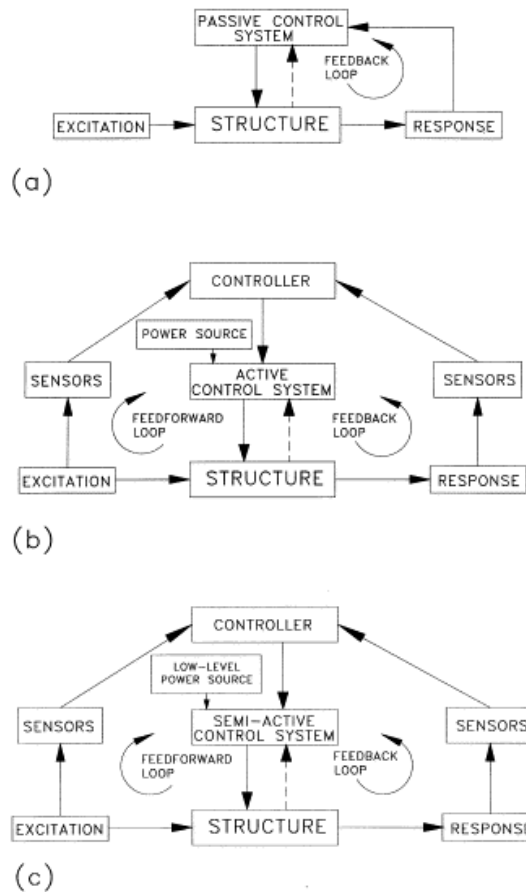 PASSIVE CONTROL
SYSTEM
FEEDBACK
LOOP
EXCITATION
STRUCTURE
RESPONSE
(a)
CONTROLLER
POWER SOURCE
SENSORS
ACTIVE
CONTROL SYSTEM
SENSORS
FEEDFORWARD
LOOP
FEEDBACK
LOOP
EXCITATION
STRUCTURE
RESPONSE
(b)
CONTROLLER
LOW-LEVEL
POWER SOURCE
SENSORS
SEMI-ACTIVE
CONTROL SYSTEM
SENSORS
FEEDFORWARD
LOOP
FEEDBACK
LOOP
EXCITATION
STRUCTURE
RESPONSE
(c)